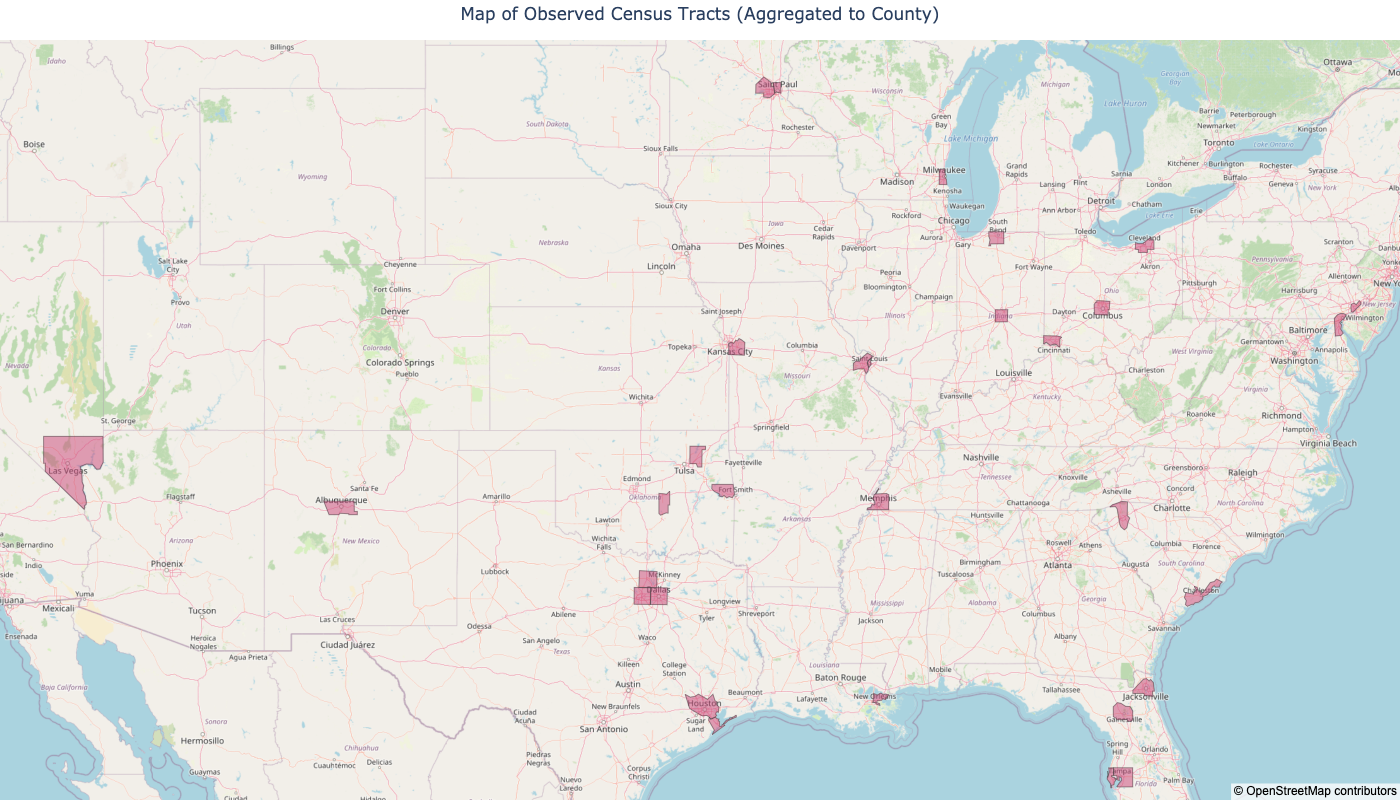 Map of Observed Census Tracts (Aggregated to County)
Idaho
Billings
Saint Paul
Ottawa
Georgian
Bay
Michigan
Wisconsin
Lake Huron
Barrie
Peterborough
Green
Bay
South Dakota
Rochester
Newmarket
Kingston
Boise
Lake Michigan
Toronto
Lake Ontario
Sioux Falls
Kitchener
Burlington
Rochester
Syracuse
Wyoming
Milwaukee
Grand
Rapids
Sarnia
Buffalo
Madison
Kenosha
Lansing
Flint
London
Geneva
New York
Sioux City
Waukegan
Detroit
Chatham
Rockford
Chicago
Ann Arbor
Lake Erie
Erie
Iowa
Cedar
Rapids
South
Bend
Toledo
Cleveland
Nebraska
Omaha
Des Moines
Davenport
Aurora
Gary
Scranton
Salt Lake
City
Cheyenne
Lincoln
Fort Wayne
Akron
Pennsylvania
Allentown
Peoria
Pittsburgh
Fort Collins
Bloomington
Harrisburg
Provo
Champaign
Ohio
New Jersey
Denver
Saint Joseph
Illinois
Indiana
Dayton
Columbus
Wilmington
Utah
Baltimore
Colorado
Topeka
Kansas City
Columbia
Cincinnati
Germantown
Annapolis
Nevada
Colorado Springs
Saint Louis
West Virginia
Washington
Pueblo
Kansas
Missouri
Louisville
Charleston
Virginia
Wichita
Evansville
Kentucky
St. George
Springfield
Roanoke
Richmond
Hampton
Virginia Beach
Las Vegas
Tulsa
Fayetteville
Nashville
Greensboro
Raleigh
Edmond
Tennessee
Knoxville
Santa Fe
Fort Smith
Asheville
Concord
Flagstaff
Albuquerque
Amarillo
Oklahoma
Memphis
Chattanooga
Charlotte
North Carolina
Lawton
Arkansas
Huntsville
San Bernardino
Arizona
New Mexico
Wichita
Falls
Roswell
Athens
Columbia
Florence
Wilmington
Indio
Phoenix
Birmingham
Atlanta
Augusta
South Carolina
Lubbock
McKinney
Tuscaloosa
Yuma
Dallas
Charleston
Mexicali
Tucson
Longview
Mississippi
Alabama
Georgia
Las Cruces
Abilene
Tyler
Shreveport
Columbus
Ensenada
Heroica
Nogales
Ciudad Juárez
Odessa
Waco
Jackson
Albany
Savannah
San Angelo
Texas
Agua Prieta
Killeen
College
Station
Louisiana
Mobile
Baja California
Austin
Baton Rouge
Tallahassee
Beaumont
Lafayette
New Orleans
Jacksonville
New Braunfels
Houston
Ciudad
Acuña
Sonora
Sugar
Land
Gainesville
San Antonio
Hermosillo
Chihuahua
Spring
Hill
Orlando
Piedras
Negras
Cuauhtémoc
Delicias
Guaymas
Corpus
Christi
Tampa
Nuevo
Laredo
Florida
Palm Bay
Ciudad
Hidalgo
© OpenStreetMap contributors